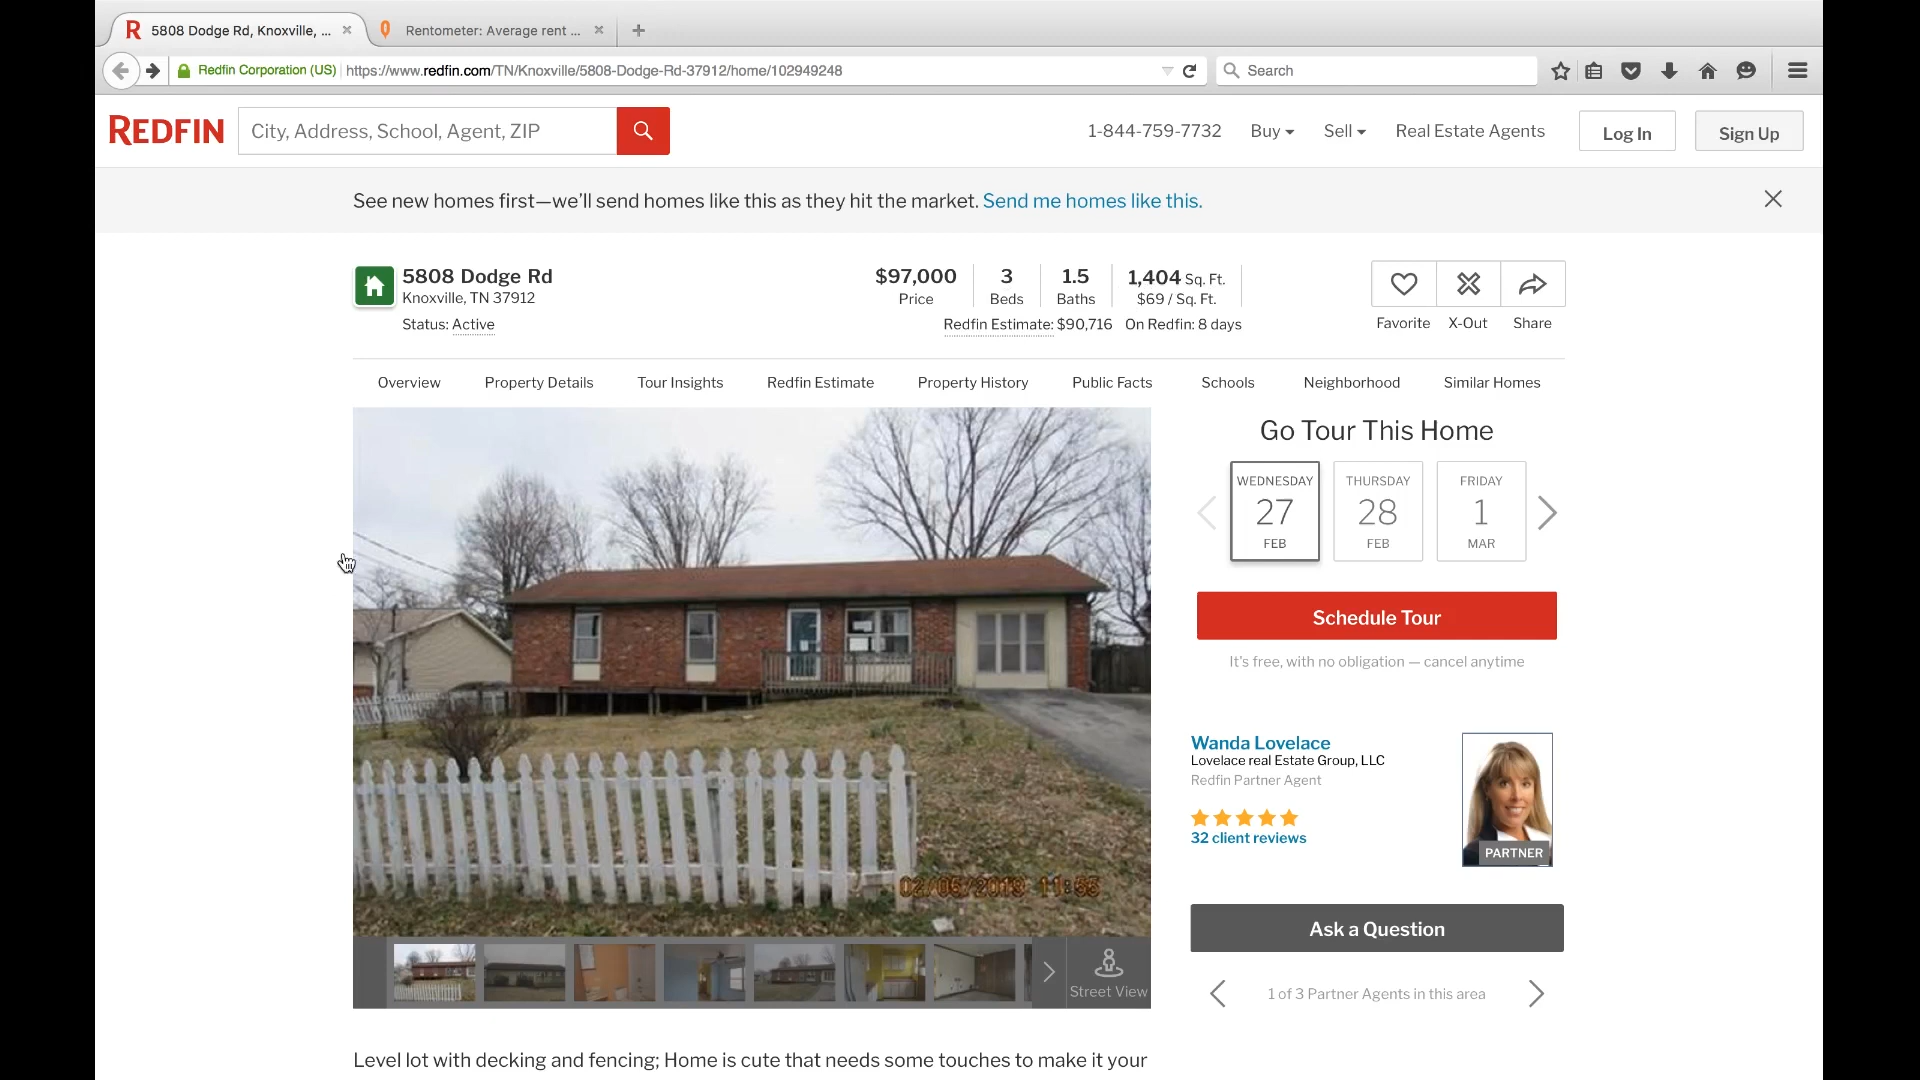 5808 Dodge Rd, Knoxville, ...
Rentometer: Average rent ...
Redfin Corporation (US)
https://www.redfin.com/TN/Knoxville/5808-Dodge-Rd-37912/home/102949248
Search
REDFIN
City, Address, School, Agent, ZIP
1-844-759-7732
Buy
Sell
Real Estate Agents
Log In
Sign Up
See new homes first—we’ll send homes like this as they hit the market. Send me homes like this.
5808 Dodge Rd
Knoxville, TN 37912
Status: Active
$97,000
Price
3
Beds
1.5
Baths
1,404 Sq. Ft.
$69 / Sq. Ft.
Redfin Estimate: $90,716
On Redfin: 8 days
Favorite
X-Out
Share
Overview
Property Details
Tour Insights
Redfin Estimate
Property History
Public Facts
Schools
Neighborhood
Similar Homes
Go Tour This Home
WEDNESDAY
27
FEB
THURSDAY
28
FEB
FRIDAY
1
MAR
Schedule Tour
It’s free, with no obligation — cancel anytime
Wanda Lovelace
Lovelace real Estate Group, LLC
Redfin Partner Agent
32 client reviews
PARTNER
02/05/2019 11:55
Street View
Ask a Question
1 of 3 Partner Agents in this area
Level lot with decking and fencing; Home is cute that needs some touches to make it your